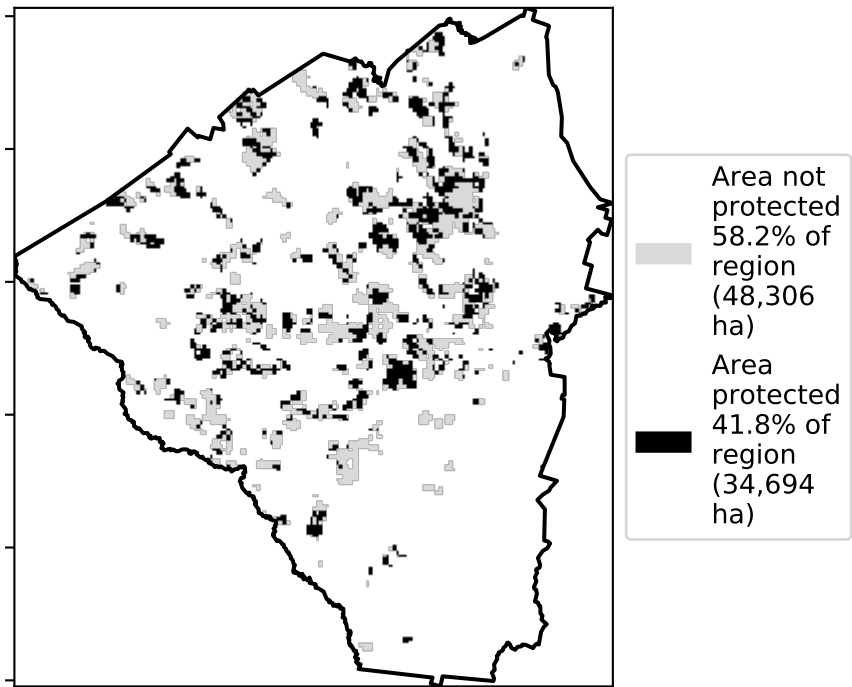 Area not
protected
58.2% of
region
(48,306
ha)
Area
protected
41.8% of
region
(34,694
ha)